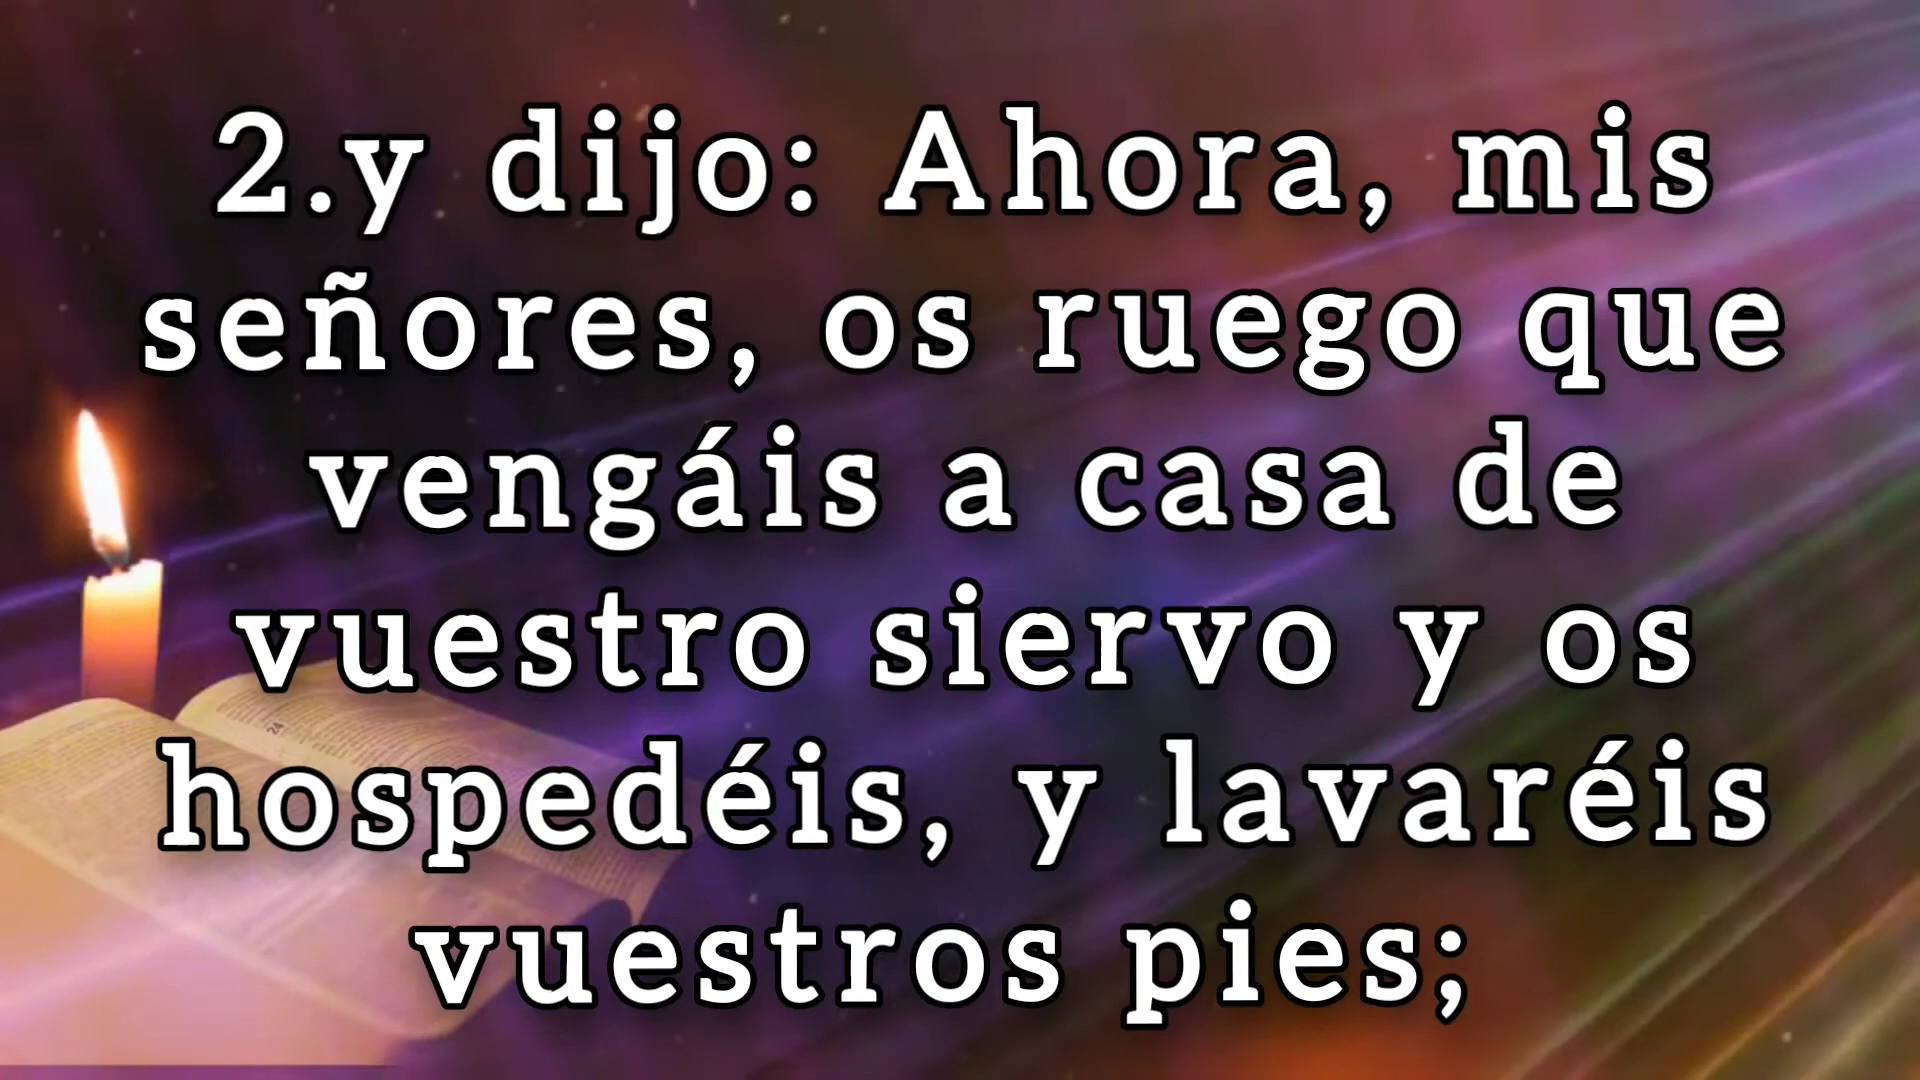 2.y dijo: Ahora, mis
señores, os ruego que
vengáis a casa de
vuestro siervo y os
hospedéis, y lavaréis
vuestros pies;